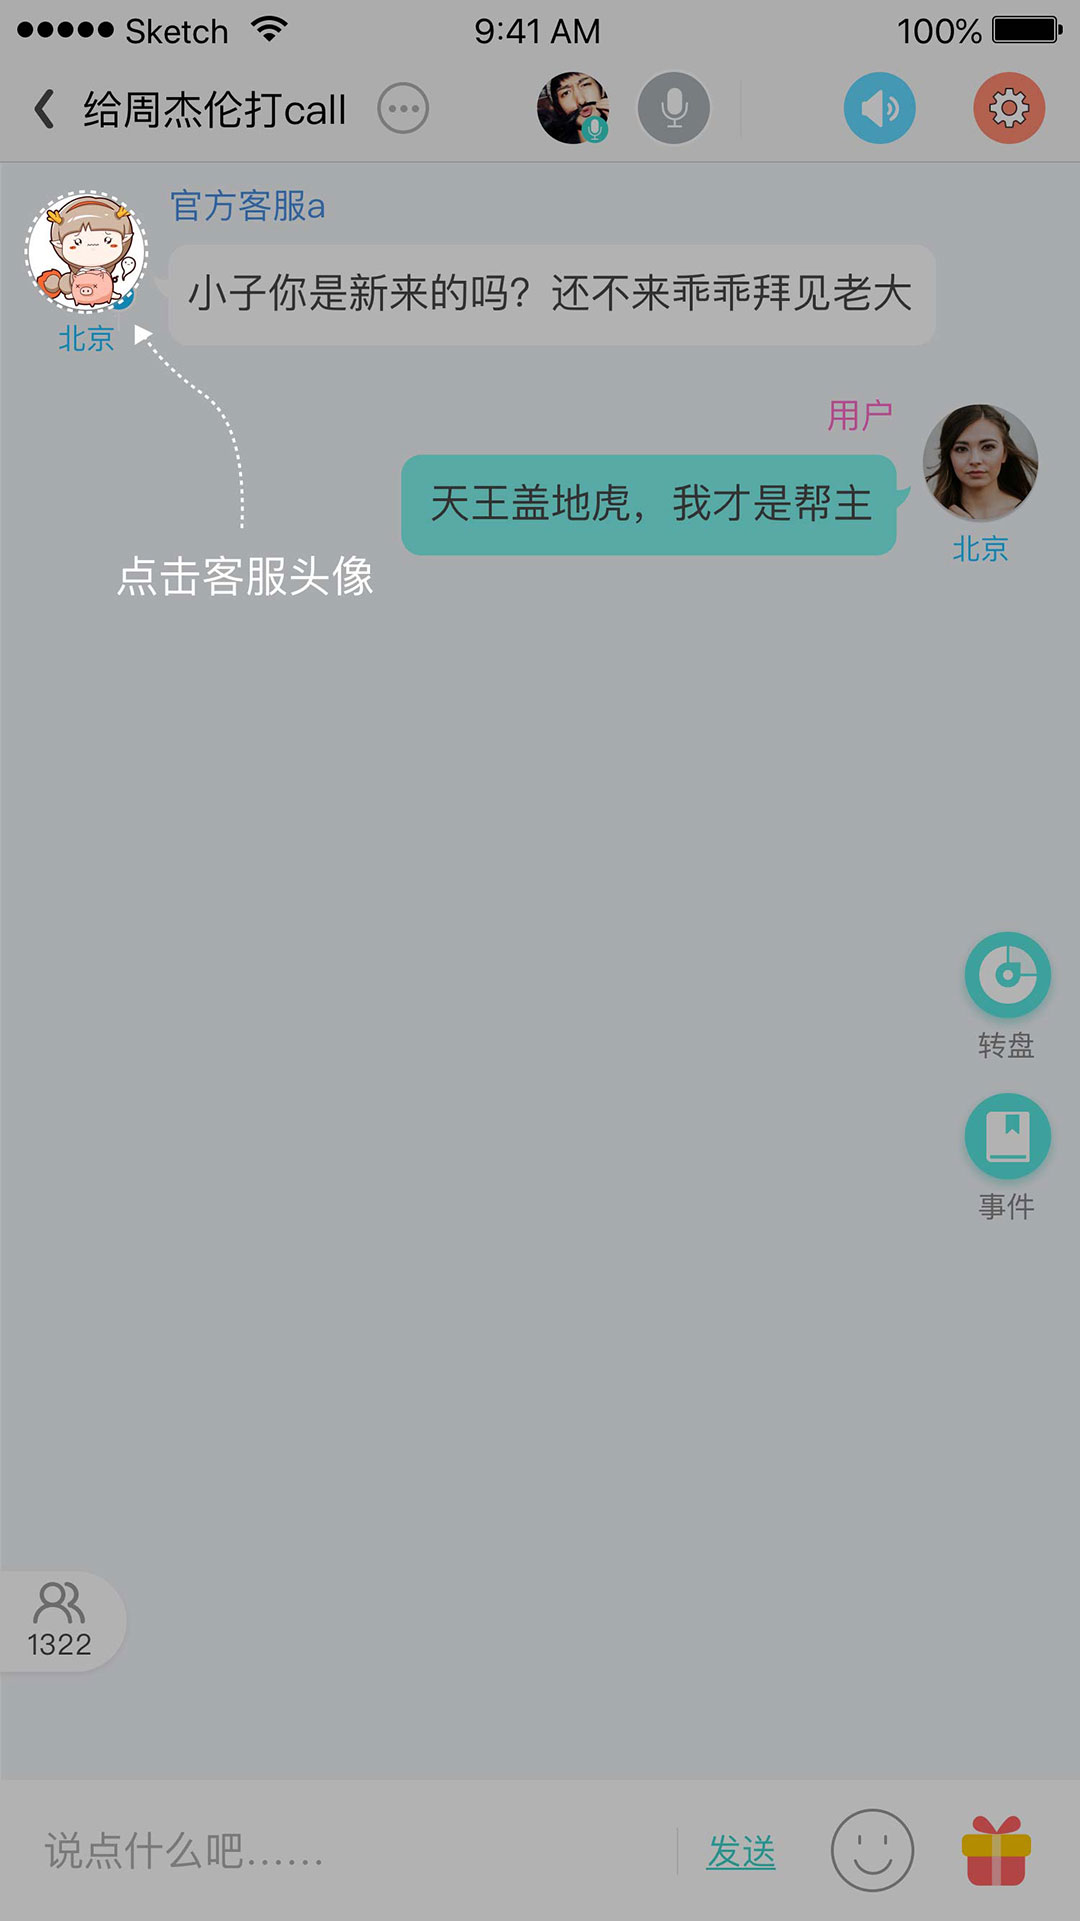 Sketch 9:41 AM 100%
给周杰伦打call
官方客服a
小子你是新来的吗？还不来乖乖拜见老大
北京
用户
天王盖地虎，我才是帮主
北京
点击客服头像
转盘
事件
1322
说点什么吧…… 发送